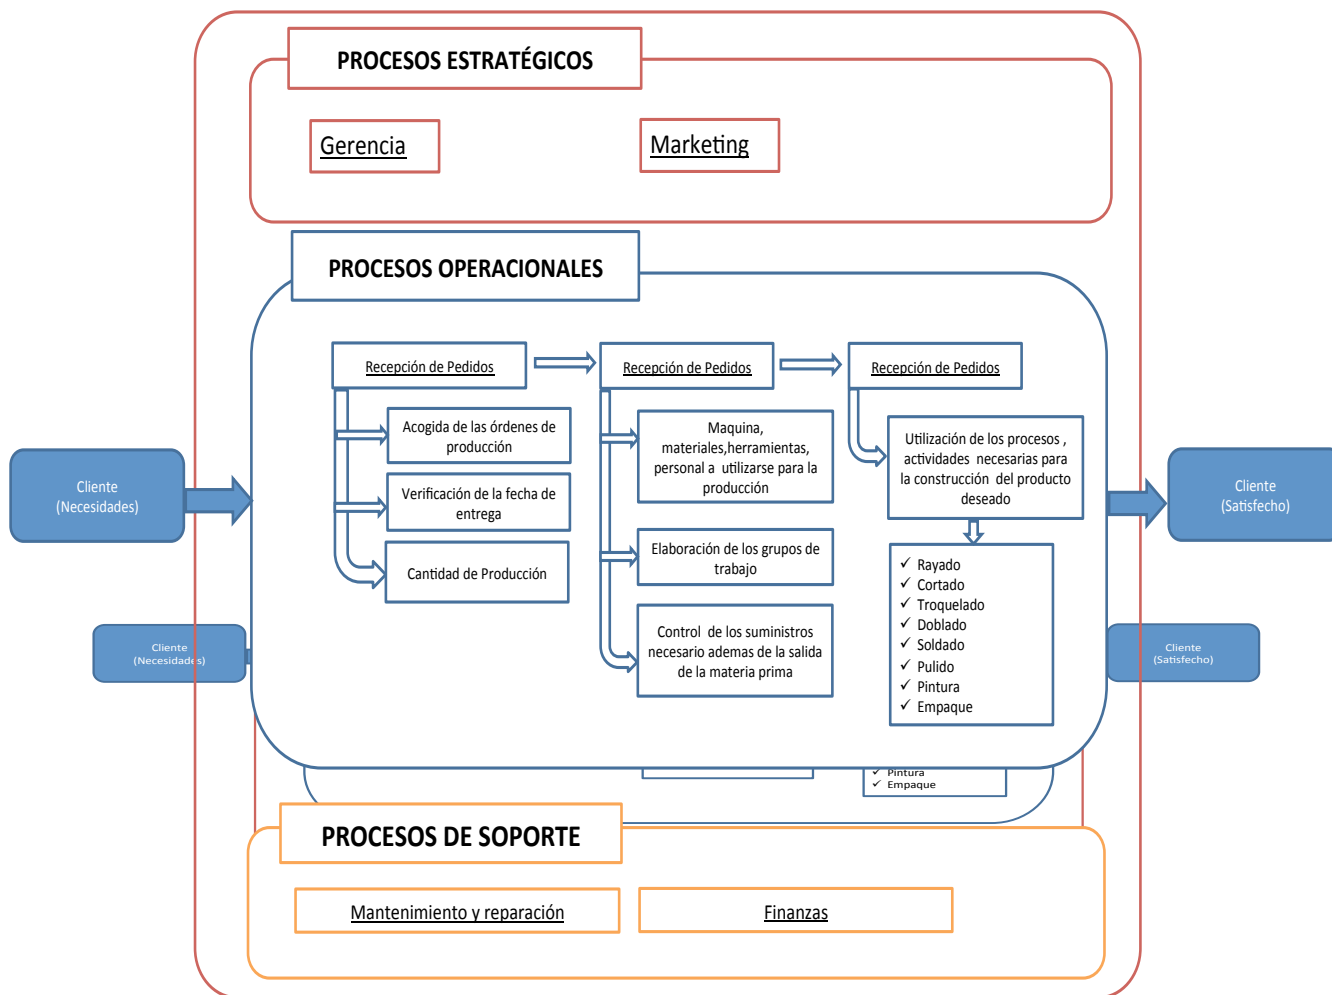 PROCESOS ESTRATÉGICOS
Gerencia
Marketing
PROCESOS OPERACIONALES
Recepción de Pedidos
Acogida de las órdenes de
producción
Verificación de la fecha de
entrega
Cantidad de Producción
Recepción de Pedidos
Maquina,
materiales,herramientas,
personal a utilizarse para la
producción
Elaboración de los grupos de
trabajo
Control de los suministros
necesario ademas de la salida
de la materia prima
Recepción de Pedidos
Utilización de los procesos ,
actividades necesarias para
la construcción del producto
deseado
✓ Rayado
✓ Cortado
✓ Troquelado
✓ Doblado
✓ Soldado
✓ Pulido
✓ Pintura
✓ Empaque
Cliente
(Necesidades)
Cliente
(Satisfecho)
Cliente
(Necesidades)
Cliente
(Satisfecho)
✓ Pintura
✓ Empaque
PROCESOS DE SOPORTE
Mantenimiento y reparación
Finanzas